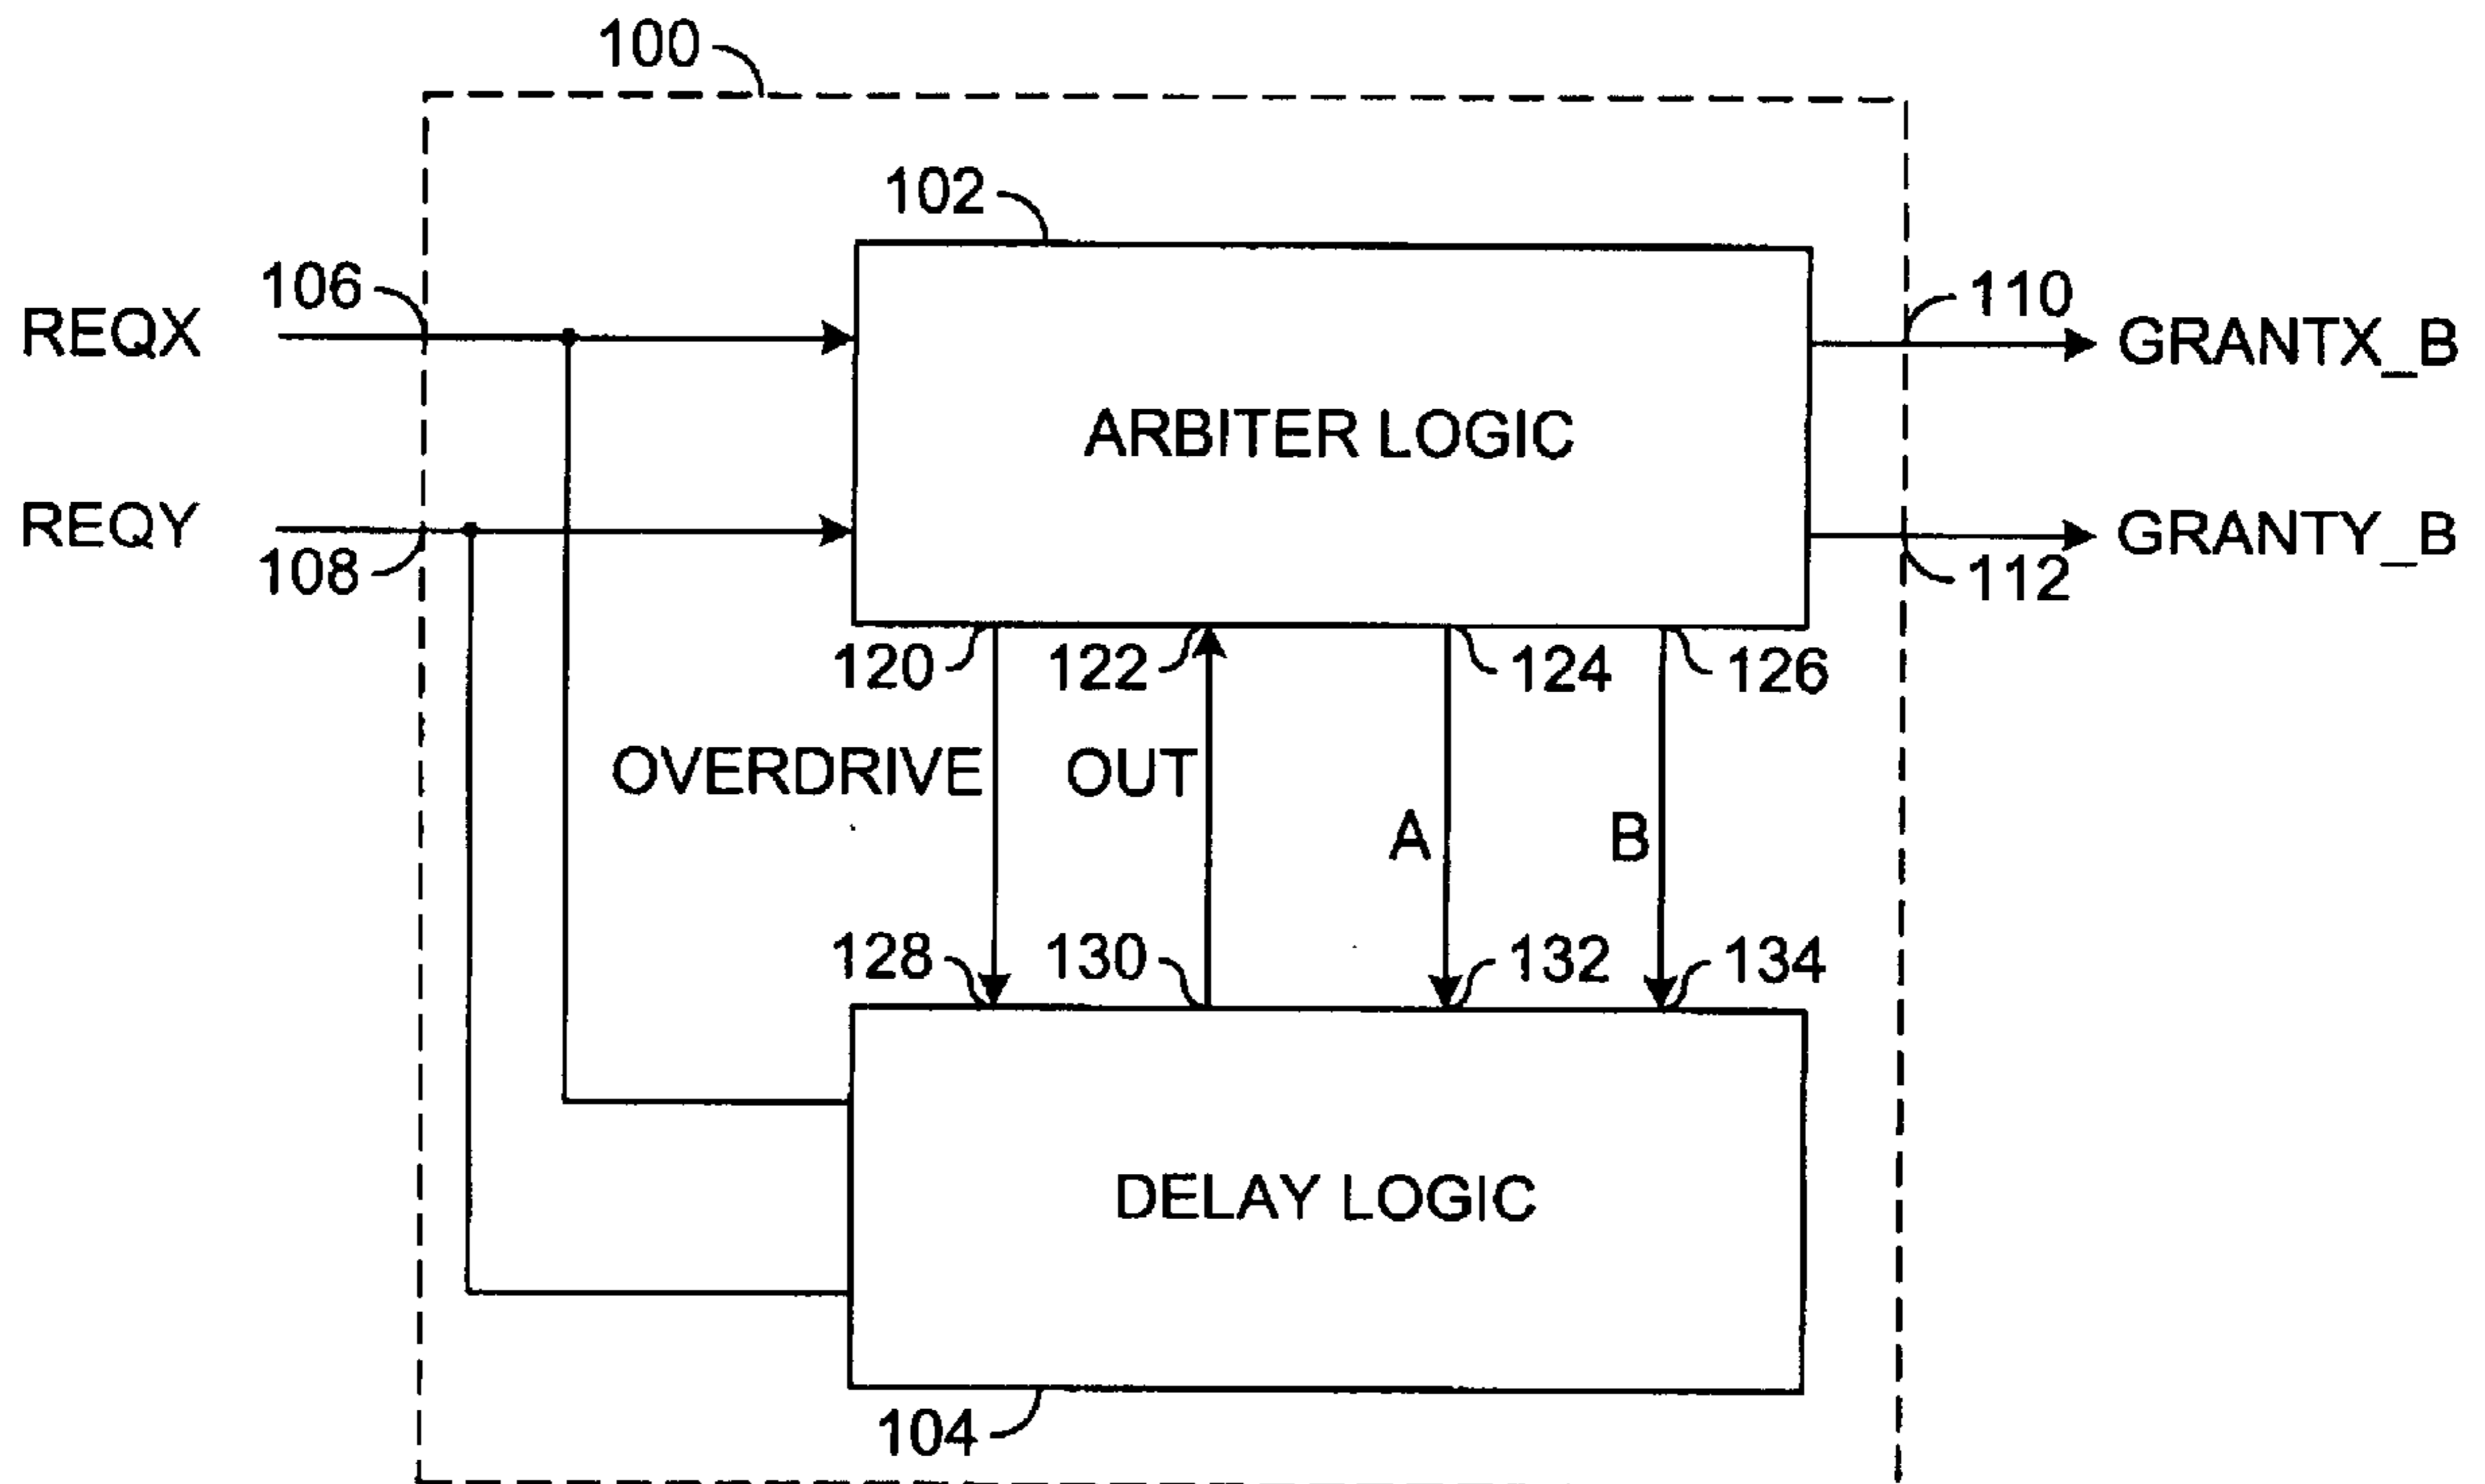 100
102
106
REQX
110
GRANTX_B
ARBITER LOGIC
REQY
108
GRANTY_B
112
120
122
124
126
OVERDRIVE
OUT
A
B
128
130
132
134
DELAY LOGIC
104